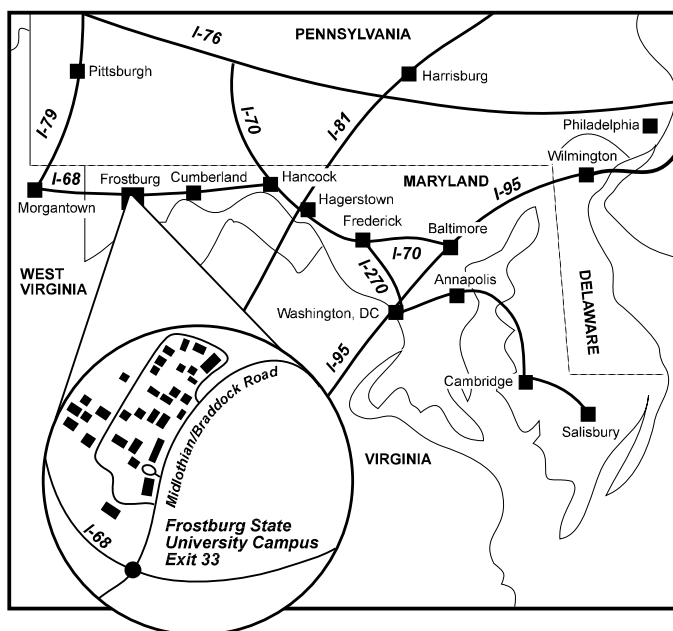 I-76
PENNSYLVANIA
Pittsburgh
Harrisburg
I-79
I-70
I-81
Philadelphia
Wilmington
I-68
Frostburg
Cumberland
Hancock
MARYLAND
I-95
Morgantown
Hagerstown
Frederick
Baltimore
I-70
WEST
VIRGINIA
I-270
Annapolis
DELAWARE
Washington, DC
I-95
Cambridge
Salisbury
VIRGINIA
Midlothian/Braddock Road
I-68
Frostburg State
University Campus
Exit 33